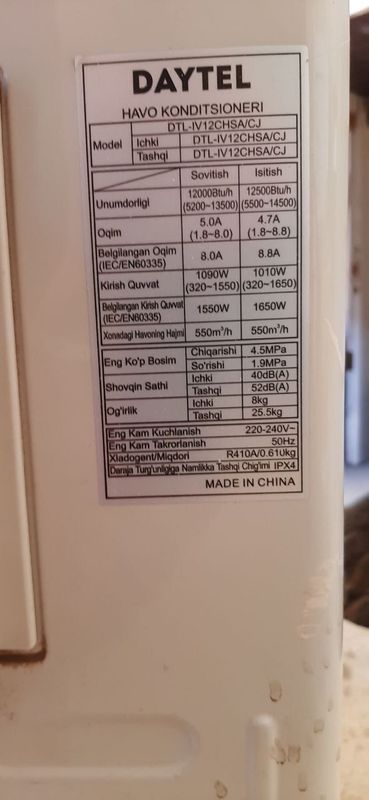 DAYTEL
HAVO KONDITSIONERI
Model DTL-IV12CHSA/CJ
Ichki DTL-IV12CHSA/CJ
Tashqi DTL-IV12CHSA/CJ
Sovitish Isitish
Unumdorligi 12000Btu/h (5200~13500) 12500Btu/h (5500~14500)
Oqim 5.0A (1.8~8.0) 4.7A (1.8~8.8)
Belgilangan Oqim (IEC/EN60335) 8.0A 8.8A
Kirish Quvvat 1090W (320~1550) 1010W (320~1650)
Belgilangan Kirish Quvvat (IEC/EN60335) 1550W 1650W
Xonadagi Havoning Hajmi 550m³/h 550m³/h
Eng Ko'p Bosim Chiqarishi 4.5MPa
So'rishi 1.9MPa
Shovqin Sathi Ichki 40dB(A)
Tashqi 52dB(A)
Og'irlik Ichki 8kg
Tashqi 25.5kg
Eng Kam Kuchlanish 220-240V~
Eng Kam Takrorlanish 50Hz
Xladogent/Miqdori R410A/0.610kg
Daraja Turg'unligiga Namlikka Tashqi Chig'imi IPX4
MADE IN CHINA